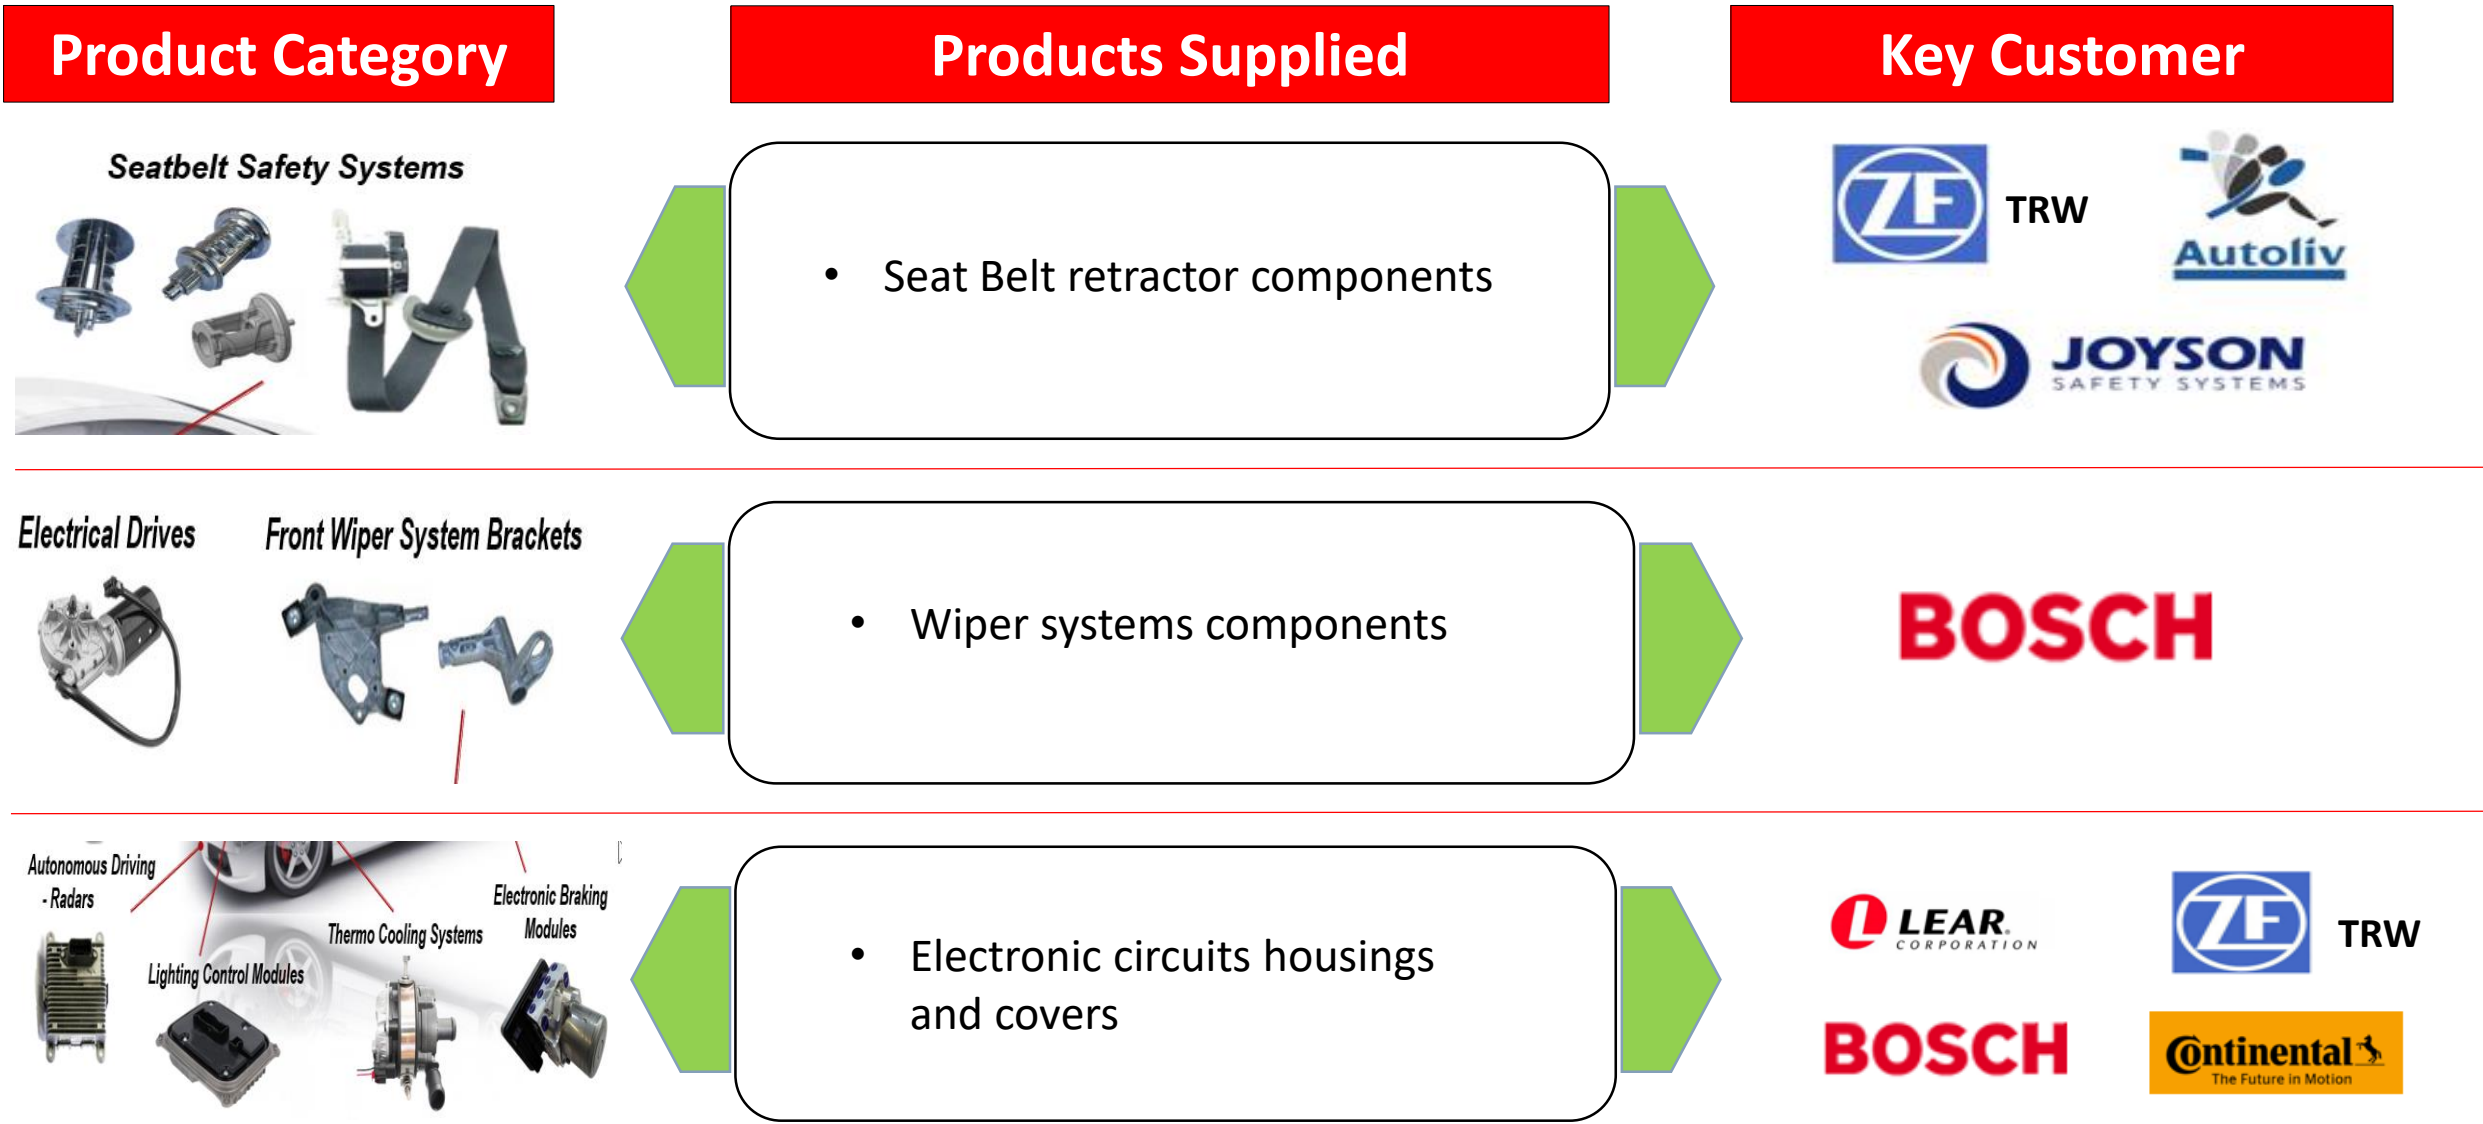 Product Category
Products Supplied
Key Customer
Seatbelt Safety Systems
• Seat Belt retractor components
ZF
TRW
Autoliv
JOYSON
SAFETY SYSTEMS
Electrical Drives
Front Wiper System Brackets
• Wiper systems components
BOSCH
Autonomous Driving
- Radars
Lighting Control Modules
Thermo Cooling Systems
Electronic Braking
Modules
• Electronic circuits housings
and covers
L LEAR.
CORPORATION
ZF
TRW
BOSCH
Continental
The Future in Motion